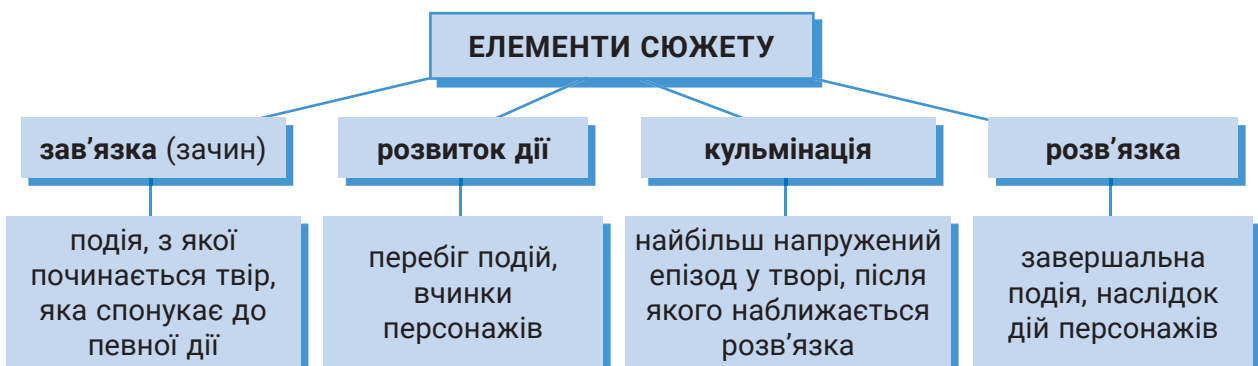 ЕЛЕМЕНТИ СЮЖЕТУ
зав'язка (зачин)
подія, з якої
починається твір,
яка спонукає до
певної дії
розвиток дії
перебіг подій,
вчинки
персонажів
кульмінація
найбільш напружений
епізод у творі, після
якого наближається
розв'язка
розв'язка
завершальна
подія, наслідок
дій персонажів